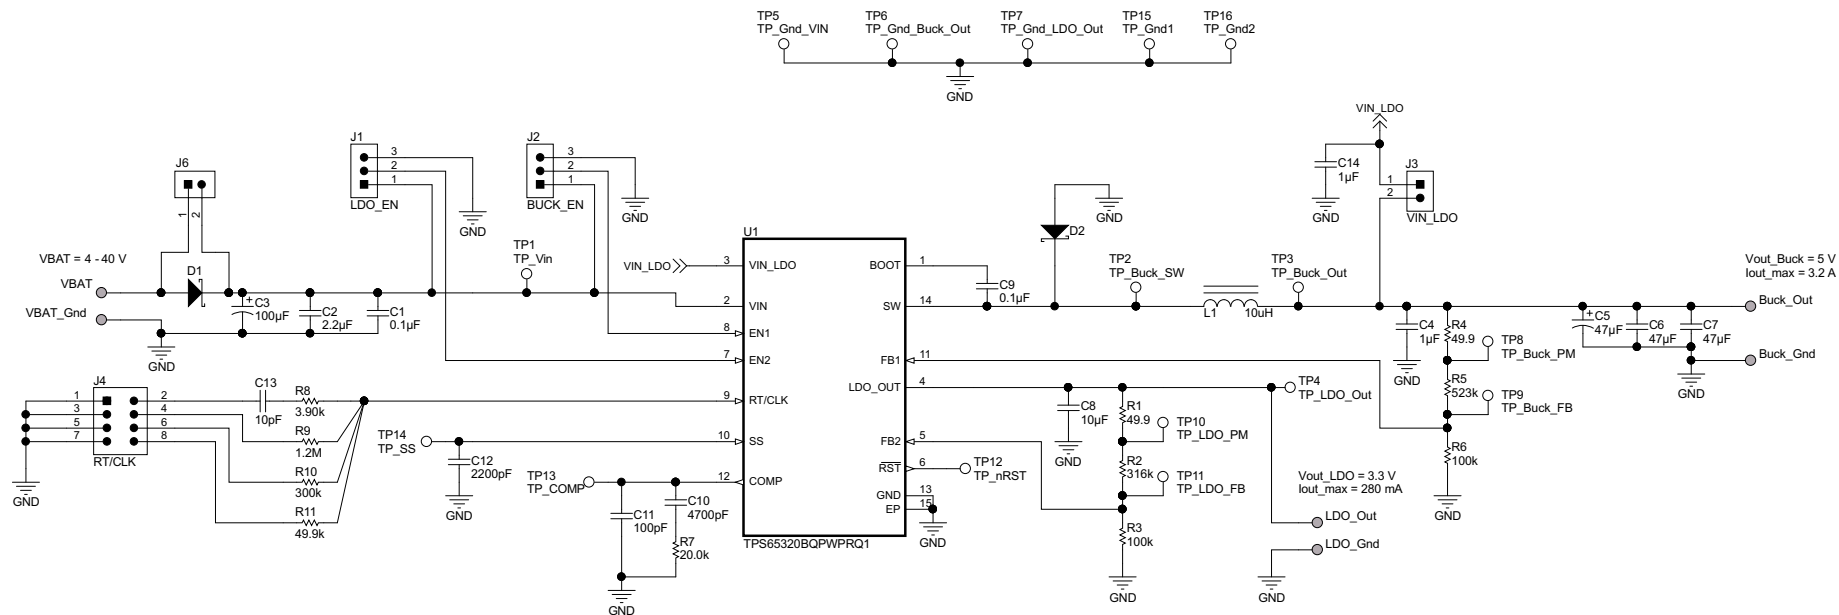 TP5
TP_Gnd_VIN
TP6
TP_Gnd_Buck_Out
TP7
TP_Gnd_LDO_Out
TP15
TP_Gnd1
TP16
TP_Gnd2
GND
J6
1
2
J1
3
2
1
LDO_EN
GND
J2
3
2
1
BUCK_EN
GND
VBAT = 4 - 40 V
VBAT
VBAT_Gnd
GND
D1
+
C3
100µF
C2
2.2µF
C1
0.1µF
TP1
TP_Vin
VIN_LDO
U1
3
VIN_LDO
2
VIN
8
EN1
7
EN2
9
RT/CLK
10
SS
12
COMP
BOOT
1
SW
14
FB1
11
LDO_OUT
4
FB2
5
RST
6
GND
13
EP
15
TPS65320BQPWPRQ1
GND
C9
0.1µF
D2
GND
TP2
TP_Buck_SW
L1
10uH
TP3
TP_Buck_Out
VIN_LDO
C14
1µF
GND
J3
1
2
VIN_LDO
C4
1µF
GND
R4
49.9
R5
523k
R6
100k
GND
TP8
TP_Buck_PM
TP9
TP_Buck_FB
+
C5
47µF
C6
47µF
C7
47µF
GND
Vout_Buck = 5 V
Iout_max = 3.2 A
Buck_Out
Buck_Gnd
J4
1
3
5
7
2
4
6
8
RT/CLK
GND
C13
10pF
R8
3.90k
R9
1.2M
R10
300k
R11
49.9k
TP14
TP_SS
C12
2200pF
GND
TP13
TP_COMP
C11
100pF
C10
4700pF
R7
20.0k
GND
C8
10µF
GND
R1
49.9
R2
316k
R3
100k
GND
TP10
TP_LDO_PM
TP11
TP_LDO_FB
TP12
TP_nRST
TP4
TP_LDO_Out
Vout_LDO = 3.3 V
Iout_max = 280 mA
LDO_Out
LDO_Gnd
GND